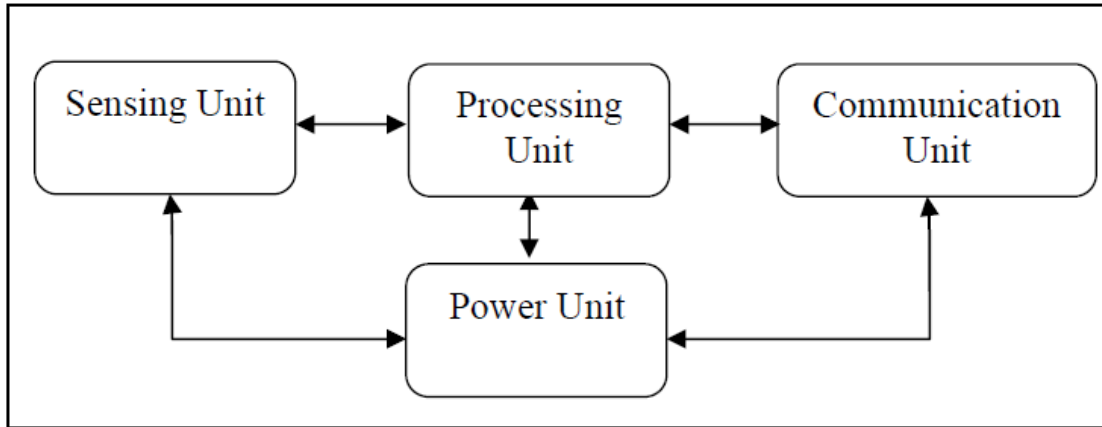 Sensing Unit
Processing
Unit
Communication
Unit
Power Unit